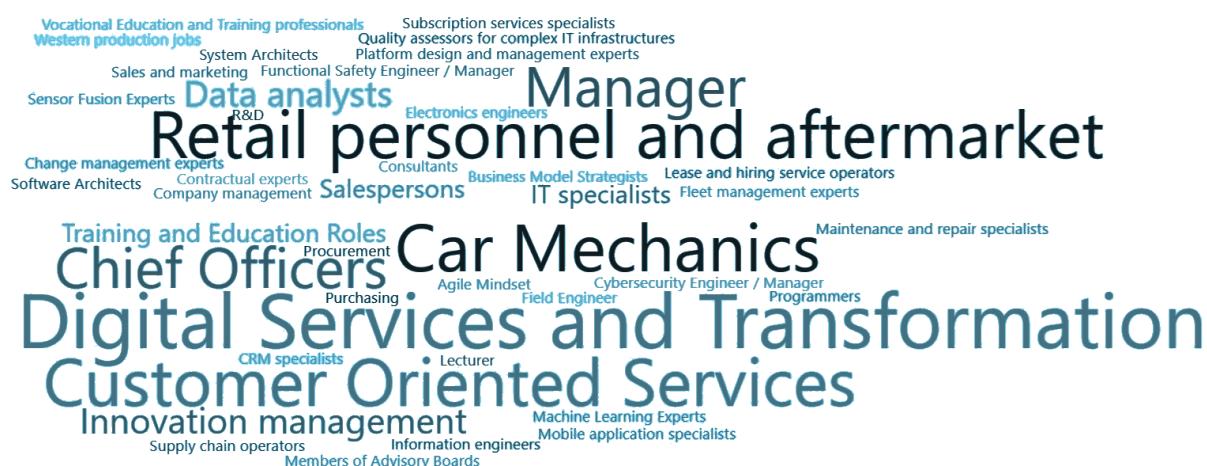 Vocational Education and Training professionals
Subscription services specialists
Western production jobs
Quality assessors for complex IT infrastructures
System Architects
Platform design and management experts
Sales and marketing
Functional Safety Engineer / Manager
Manager
Sensor Fusion Experts
Data analysts
R&D
Electronics engineers
Retail personnel and aftermarket
Change management experts
Consultants
Lease and hiring service operators
Software Architects
Contractual experts
Business Model Strategists
Company management
Salespersons
IT specialists
Fleet management experts
Training and Education Roles
Car Mechanics
Maintenance and repair specialists
Procurement
Chief Officers
Agile Mindset
Cybersecurity Engineer / Manager
Purchasing
Field Engineer
Programmers
Digital Services and Transformation
CRM specialists
Lecturer
Customer Oriented Services
Innovation management
Machine Learning Experts
Mobile application specialists
Supply chain operators
Information engineers
Members of Advisory Boards